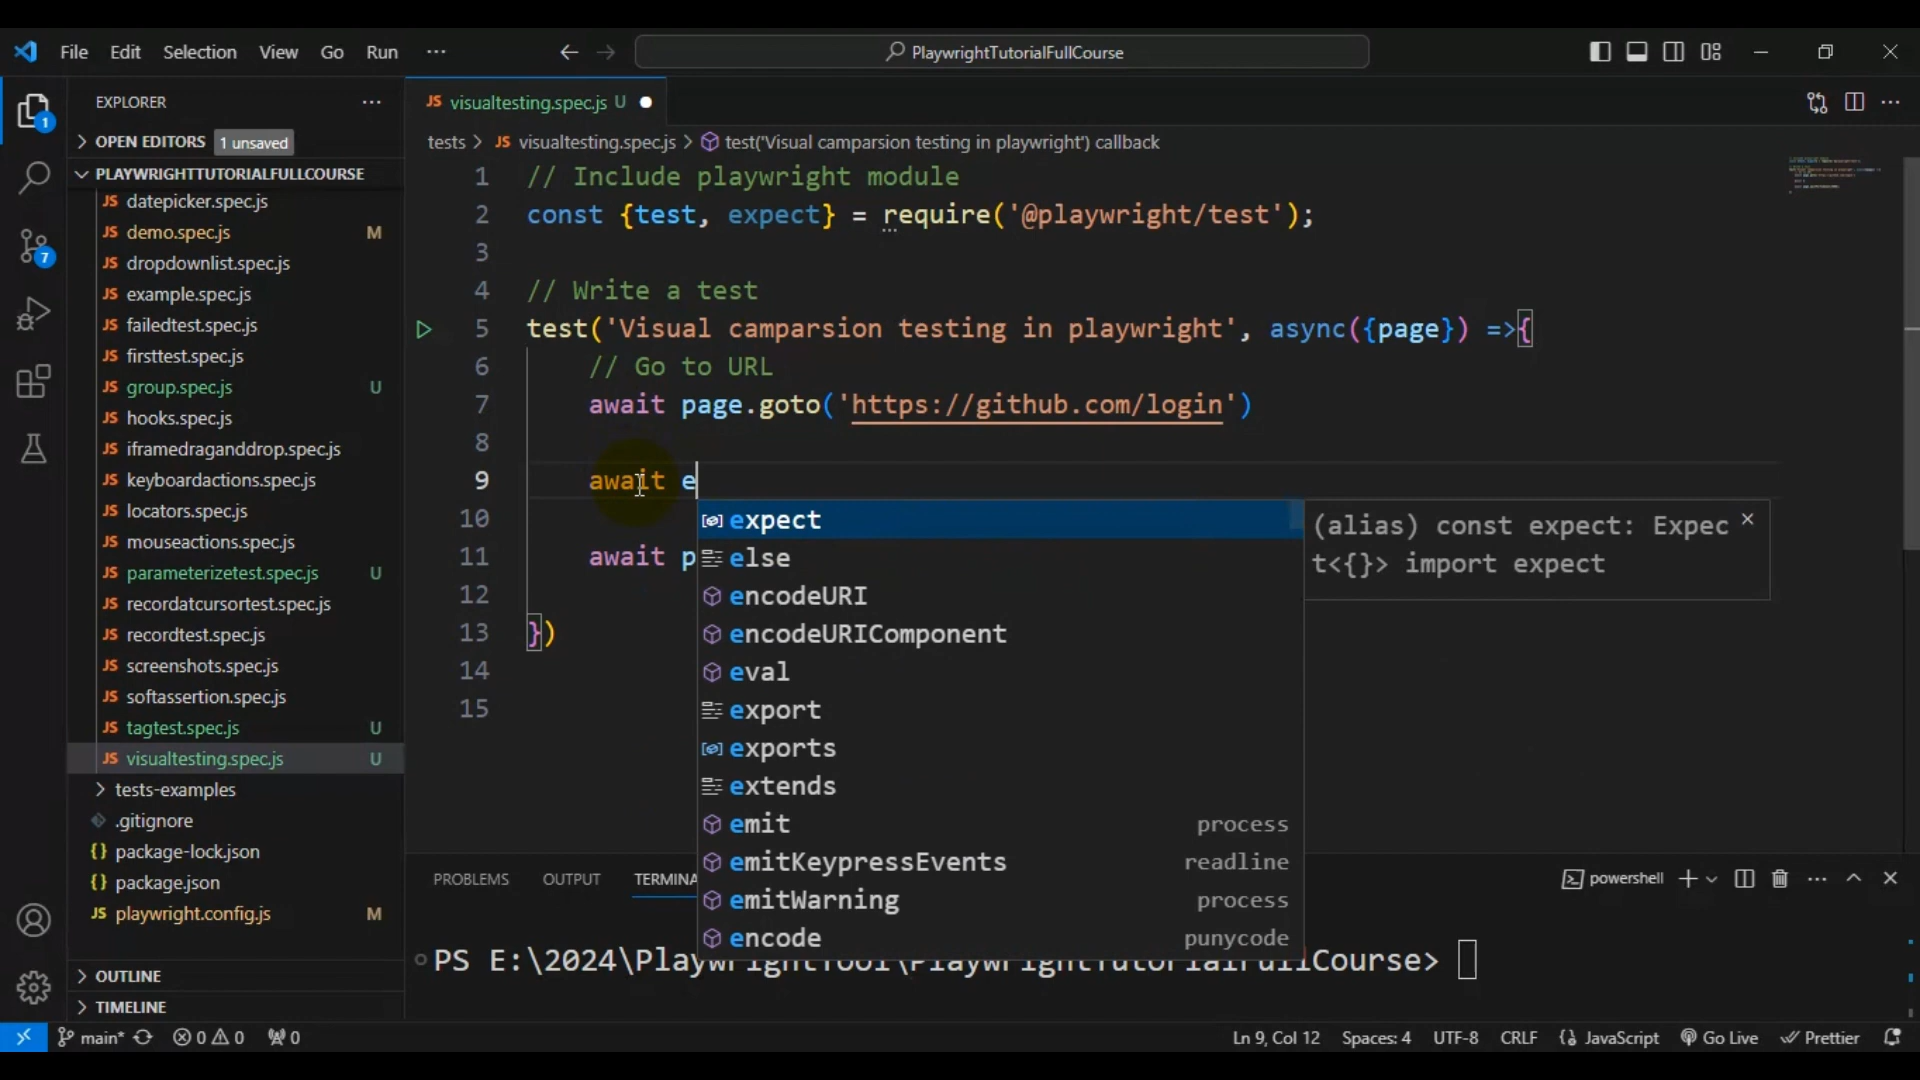 File Edit Selection View Go Run ··· PlaywrightTutorialFullCourse
EXPLORER ···
OPEN EDITORS 1 unsaved
PLAYWRIGHTTUTORIALFULLCOURSE
JS datepicker.spec.js
JS demo.spec.js M
JS dropdownlist.spec.js
JS example.spec.js
JS failedtest.spec.js
JS firsttest.spec.js
JS group.spec.js U
JS hooks.spec.js
JS iframedraganddrop.spec.js
JS keyboardactions.spec.js
JS locators.spec.js
JS mouseactions.spec.js
JS parameterizetest.spec.js U
JS recordatcursortest.spec.js
JS recordtest.spec.js
JS screenshots.spec.js
JS softassertion.spec.js
JS tagtest.spec.js U
JS visualtesting.spec.js U
tests-examples
.gitignore
{} package-lock.json
{} package.json
JS playwright.config.js M
OUTLINE
TIMELINE
1
7
JS visualtesting.spec.js U
tests > JS visualtesting.spec.js > test('Visual camparsion testing in playwright') callback
1 // Include playwright module
2 const {test, expect} = require('@playwright/test');
3
4 // Write a test
5 test('Visual camparsion testing in playwright', async({page}) =>{
6 // Go to URL
7 await page.goto('https://github.com/login')
8
9 await e
10
11 await p
12
13 })
14
15
expect
else
encodeURI
encodeURIComponent
eval
export
exports
extends
emit process
emitKeypressEvents readline
emitWarning process
encode punycode
(alias) const expect: Expec
t<{}> import expect
PROBLEMS OUTPUT TERMINA powershell
PS E:\2024\PlaywrightTool\PlaywrightTutorialFullCourse>
main* 0 0 0 Ln 9, Col 12 Spaces: 4 UTF-8 CRLF {} JavaScript Go Live Prettier